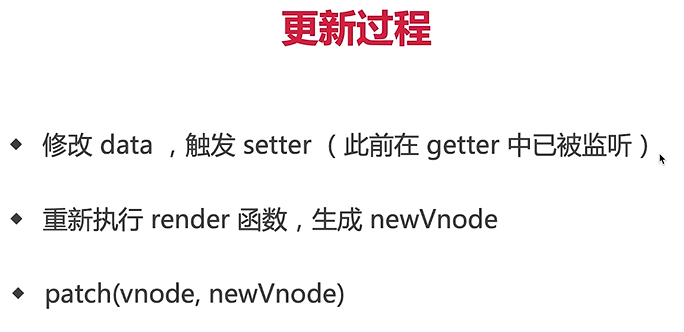 更新过程
修改 data ，触发 setter （此前在 getter 中已被监听）
重新执行 render 函数，生成 newVnode
patch(vnode, newVnode)